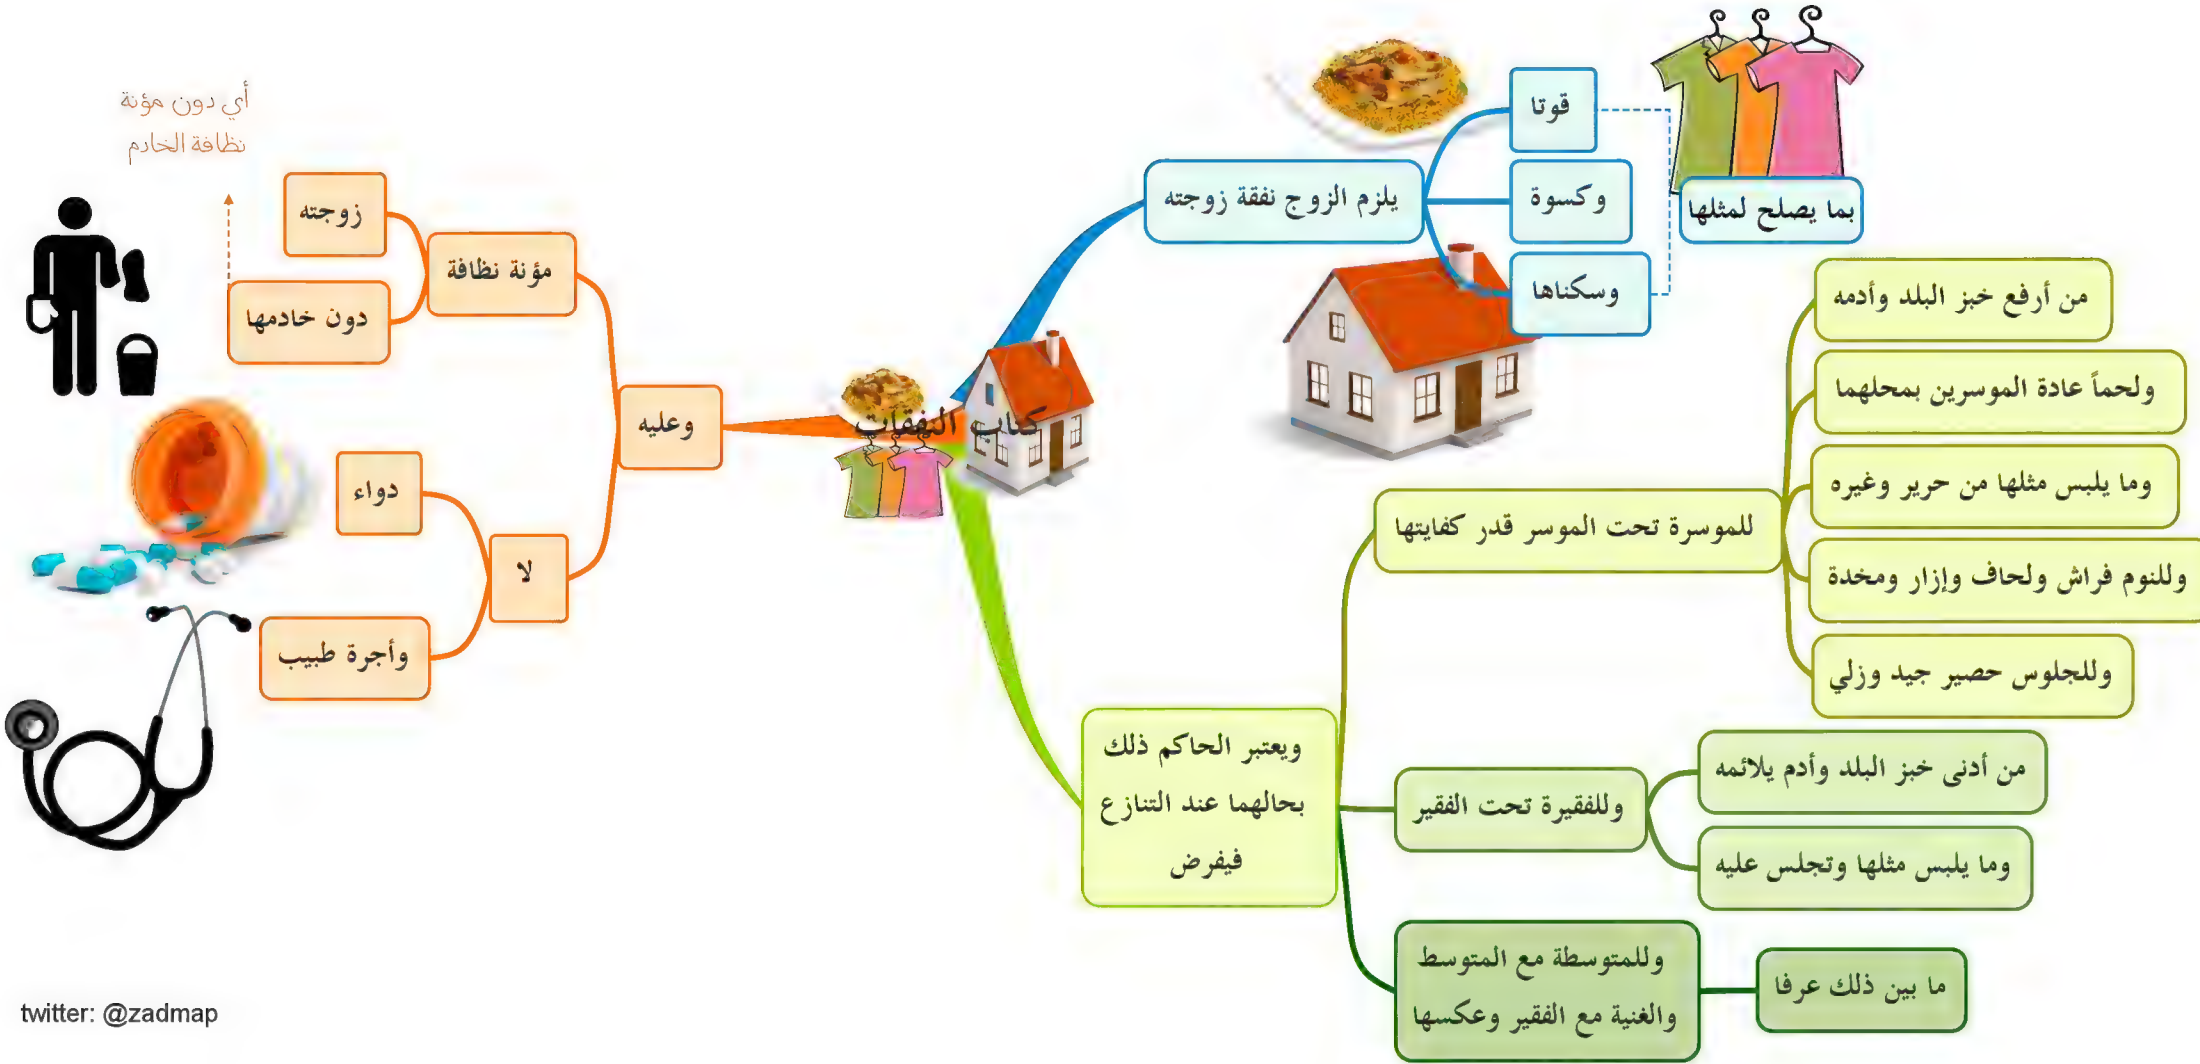 كتاب النفقات
يلزم الزوج نفقة زوجته
قوتا
وكسوة
وسكناها
بما يصلح لمثلها
ويعتبر الحاكم ذلك
بحالهما عند التنازع
فيفرض
للموسرة تحت الموسر قدر كفايتها
من أرفع خبز البلد وأدمه
ولحماً عادة الموسرين بمحلهما
وما يلبس مثلها من حرير وغيره
وللنوم فراش ولحاف وإزار ومخدة
وللجلوس حصير جيد وزلي
وللفقيرة تحت الفقير
من أدنى خبز البلد وأدم يلائمه
وما يلبس مثلها وتجلس عليه
وللمتوسطة مع المتوسط
والغنية مع الفقير وعكسها
ما بين ذلك عرفا
وعليه
مؤنة نظافة
زوجته
دون خادمها
أي دون مؤنة
نظافة الخادم
لا
دواء
وأجرة طبيب
twitter: @zadmap